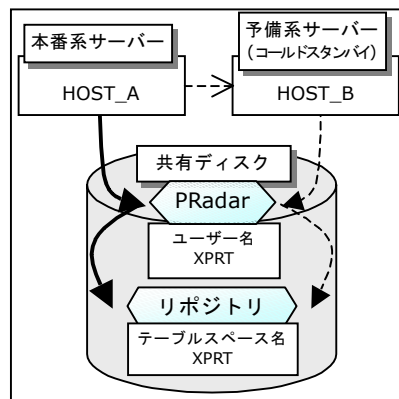 本番系サーバー
HOST_A
予備系サーバー
（コールドスタンバイ）
HOST_B
共有ディスク
PRadar
ユーザー名
XPRT
リポジトリ
テーブルスペース名
XPRT